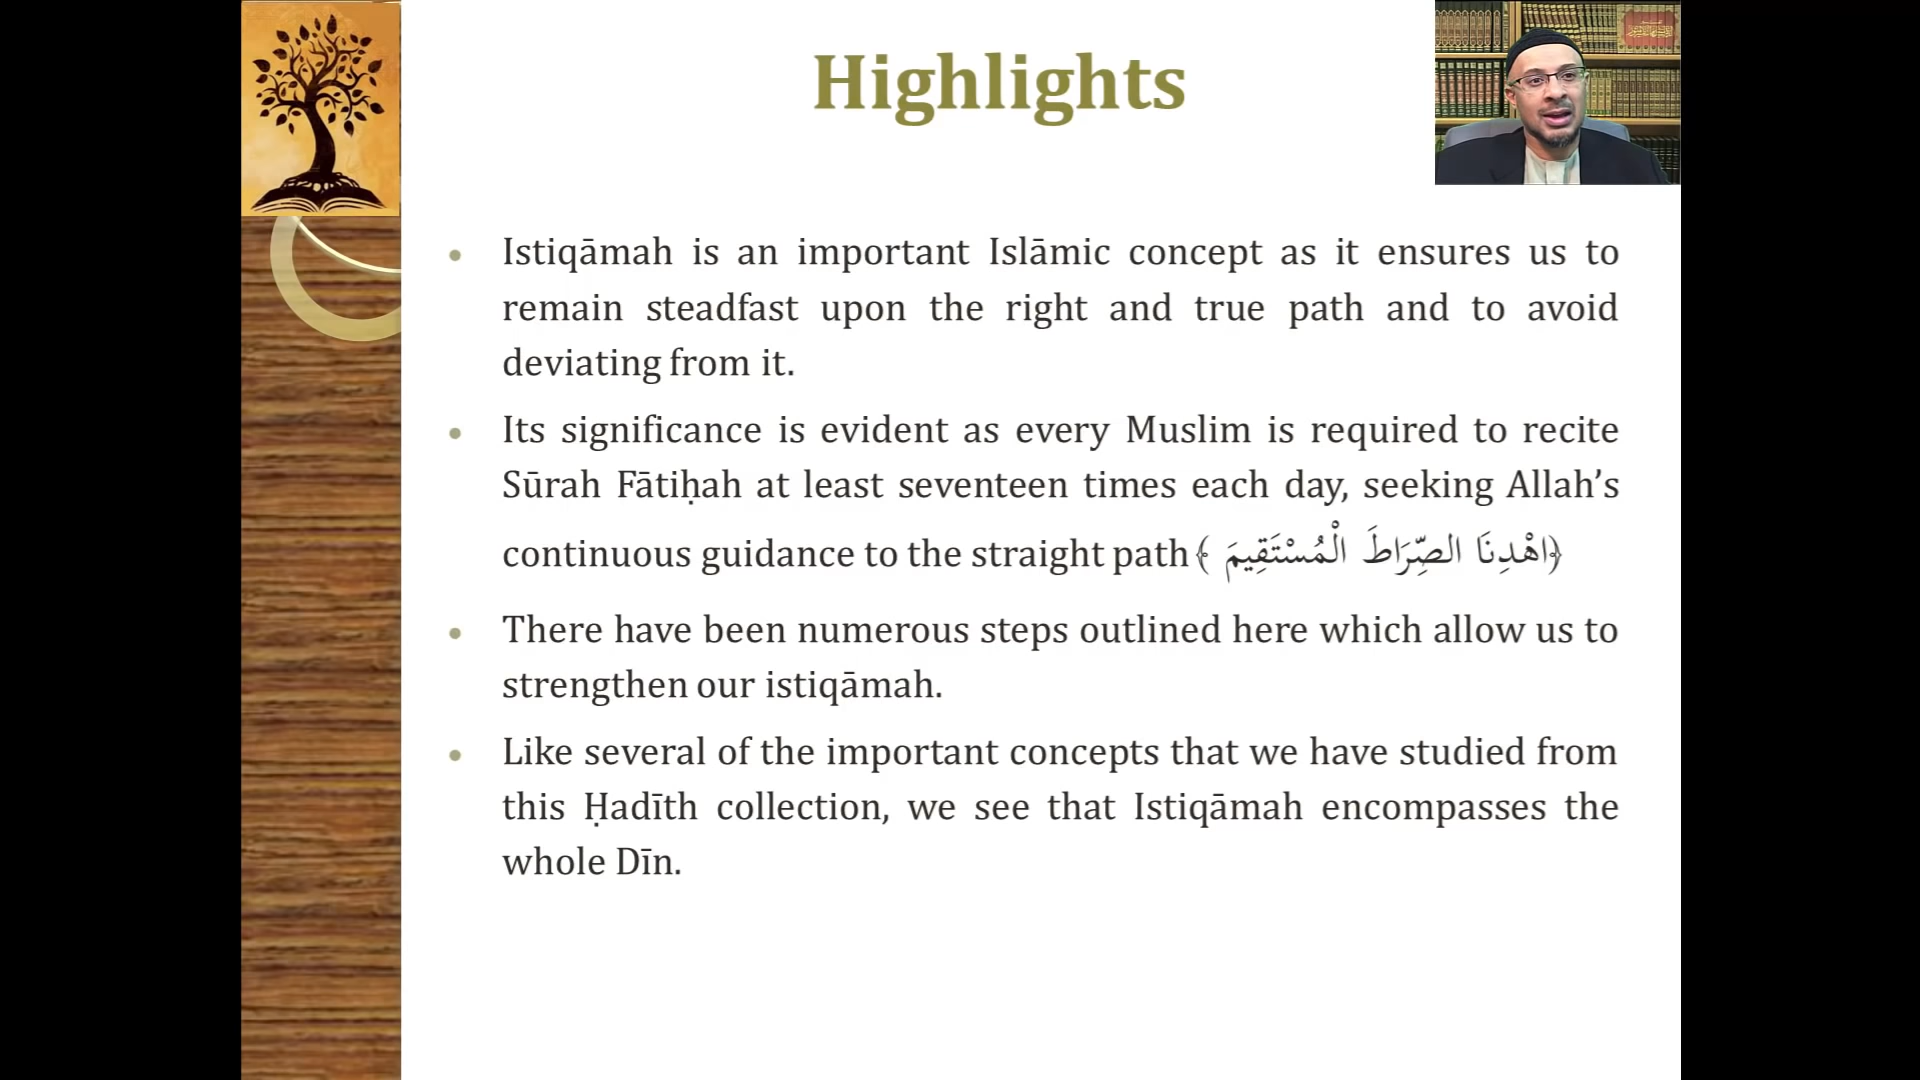 Highlights
Istiqāmah is an important Islāmic concept as it ensures us to
remain steadfast upon the right and true path and to avoid
deviating from it.
Its significance is evident as every Muslim is required to recite
Sūrah Fātiḥah at least seventeen times each day, seeking Allah’s
continuous guidance to the straight path ﴿اهْدِنَا الصِّرَاطَ الْمُسْتَقِيمَ ﴾
There have been numerous steps outlined here which allow us to
strengthen our istiqāmah.
Like several of the important concepts that we have studied from
this Ḥadīth collection, we see that Istiqāmah encompasses the
whole Dīn.